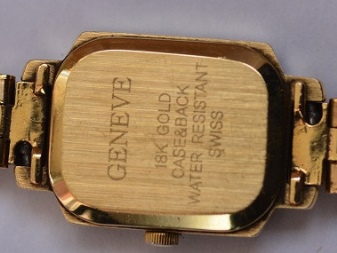 GENEVE
18K GOLD
CASE&BACK
WATER RESISTANT
SWISS